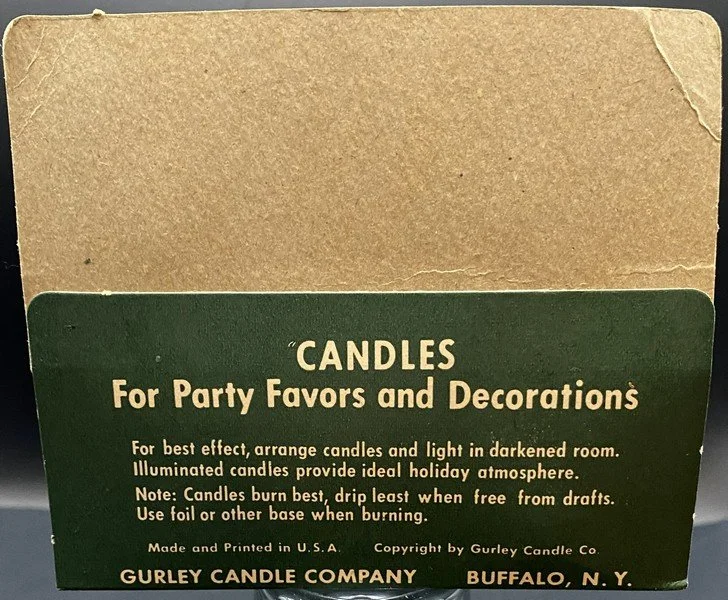 CANDLES
For Party Favors and Decorations
For best effect, arrange candles and light in darkened room.
Illuminated candles provide ideal holiday atmosphere.
Note: Candles burn best, drip least when free from drafts.
Use foil or other base when burning.
Made and Printed in U.S.A. Copyright by Gurley Candle Co.
GURLEY CANDLE COMPANY BUFFALO, N. Y.